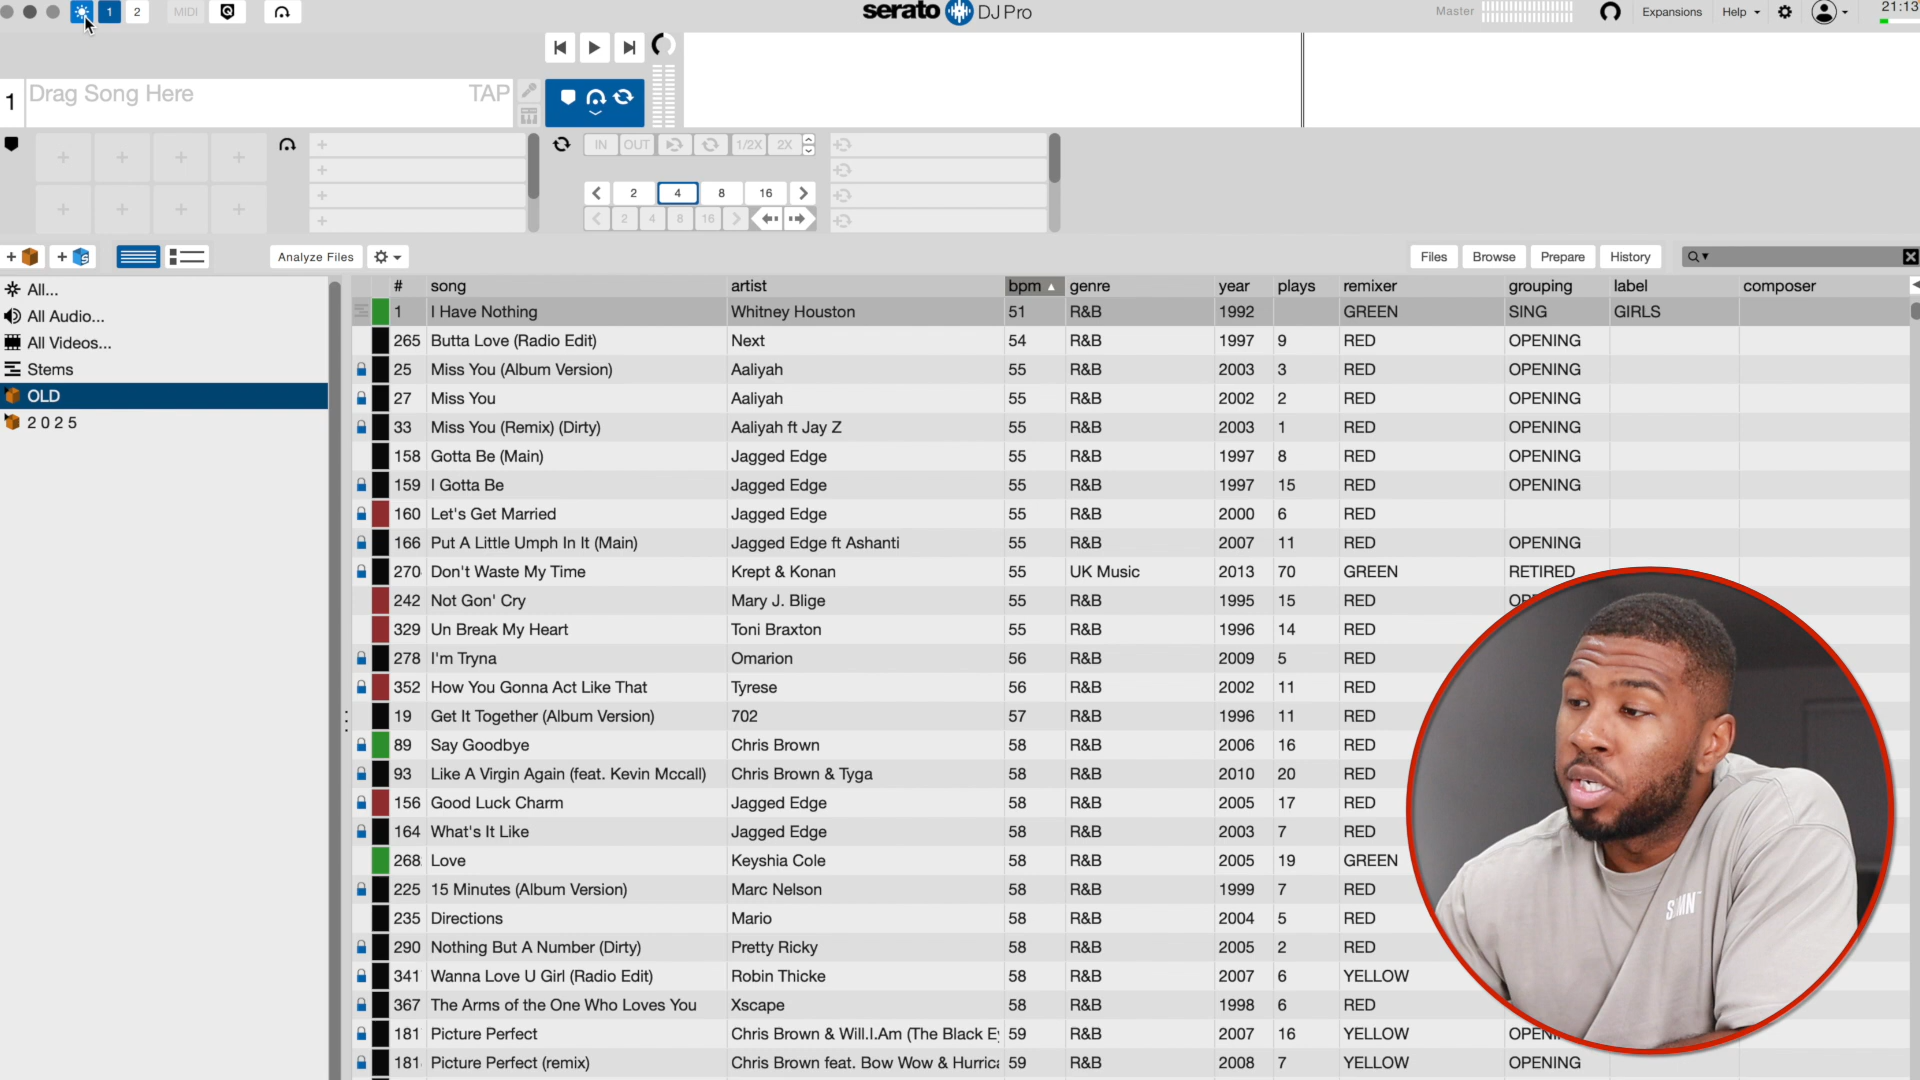 1 2 MIDI serato DJ Pro Master Expansions Help 21:13
1 Drag Song Here TAP
IN OUT 1/2X 2X
2 4 8 16
2 4 8 16
Analyze Files Files Browse Prepare History
All...
All Audio...
All Videos...
Stems
OLD
2 0 2 5
# song artist bpm genre year plays remixer grouping label composer
1 I Have Nothing Whitney Houston 51 R&B 1992 GREEN SING GIRLS
265 Butta Love (Radio Edit) Next 54 R&B 1997 9 RED OPENING
25 Miss You (Album Version) Aaliyah 55 R&B 2003 3 RED OPENING
27 Miss You Aaliyah 55 R&B 2002 2 RED OPENING
33 Miss You (Remix) (Dirty) Aaliyah ft Jay Z 55 R&B 2003 1 RED OPENING
158 Gotta Be (Main) Jagged Edge 55 R&B 1997 8 RED OPENING
159 I Gotta Be Jagged Edge 55 R&B 1997 15 RED OPENING
160 Let's Get Married Jagged Edge 55 R&B 2000 6 RED
166 Put A Little Umph In It (Main) Jagged Edge ft Ashanti 55 R&B 2007 11 RED OPENING
270 Don't Waste My Time Krept & Konan 55 UK Music 2013 70 GREEN RETIRED
242 Not Gon' Cry Mary J. Blige 55 R&B 1995 15 RED
329 Un Break My Heart Toni Braxton 55 R&B 1996 14 RED
278 I'm Tryna Omarion 56 R&B 2009 5 RED
352 How You Gonna Act Like That Tyrese 56 R&B 2002 11 RED
19 Get It Together (Album Version) 702 57 R&B 1996 11 RED
89 Say Goodbye Chris Brown 58 R&B 2006 16 RED
93 Like A Virgin Again (feat. Kevin Mccall) Chris Brown & Tyga 58 R&B 2010 20 RED
156 Good Luck Charm Jagged Edge 58 R&B 2005 17 RED
164 What's It Like Jagged Edge 58 R&B 2003 7 RED
268 Love Keyshia Cole 58 R&B 2005 19 GREEN
225 15 Minutes (Album Version) Marc Nelson 58 R&B 1999 7 RED
235 Directions Mario 58 R&B 2004 5 RED
290 Nothing But A Number (Dirty) Pretty Ricky 58 R&B 2005 2 RED
341 Wanna Love U Girl (Radio Edit) Robin Thicke 58 R&B 2007 6 YELLOW
367 The Arms of the One Who Loves You Xscape 58 R&B 1998 6 RED
181 Picture Perfect Chris Brown & Will.I.Am (The Black Ey 59 R&B 2007 16 YELLOW OPENIN
181 Picture Perfect (remix) Chris Brown feat. Bow Wow & Hurrica 59 R&B 2008 7 YELLOW OPENING